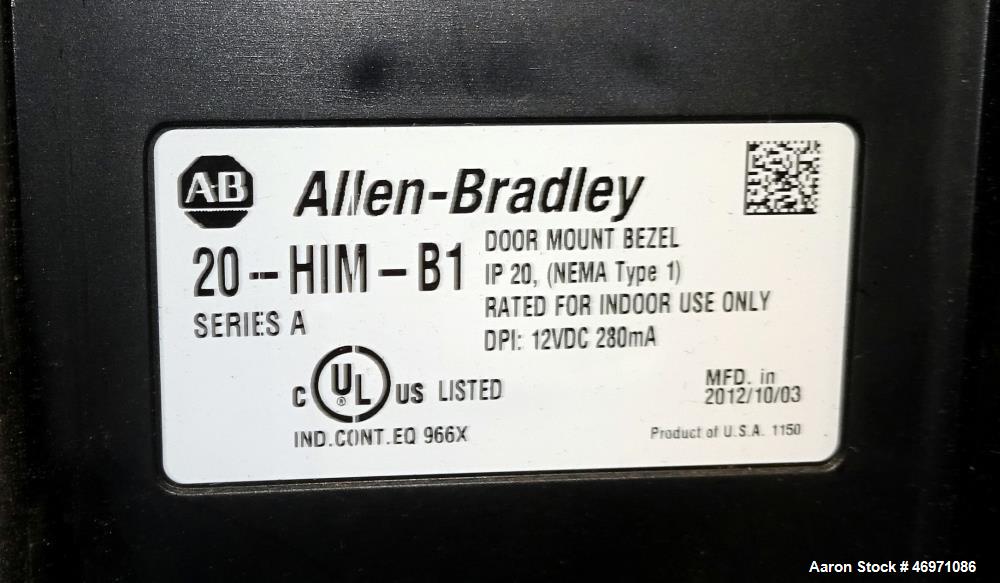 A-B
Allen-Bradley
20--HIM-B1
SERIES A
DOOR MOUNT BEZEL
IP 20, (NEMA Type 1)
RATED FOR INDOOR USE ONLY
DPI: 12VDC 280mA
C UL ® US LISTED
IND.CONT.EQ 966X
MFD. in
2012/10/03
Product of U.S.A. 1150
Aaron Stock # 46971086